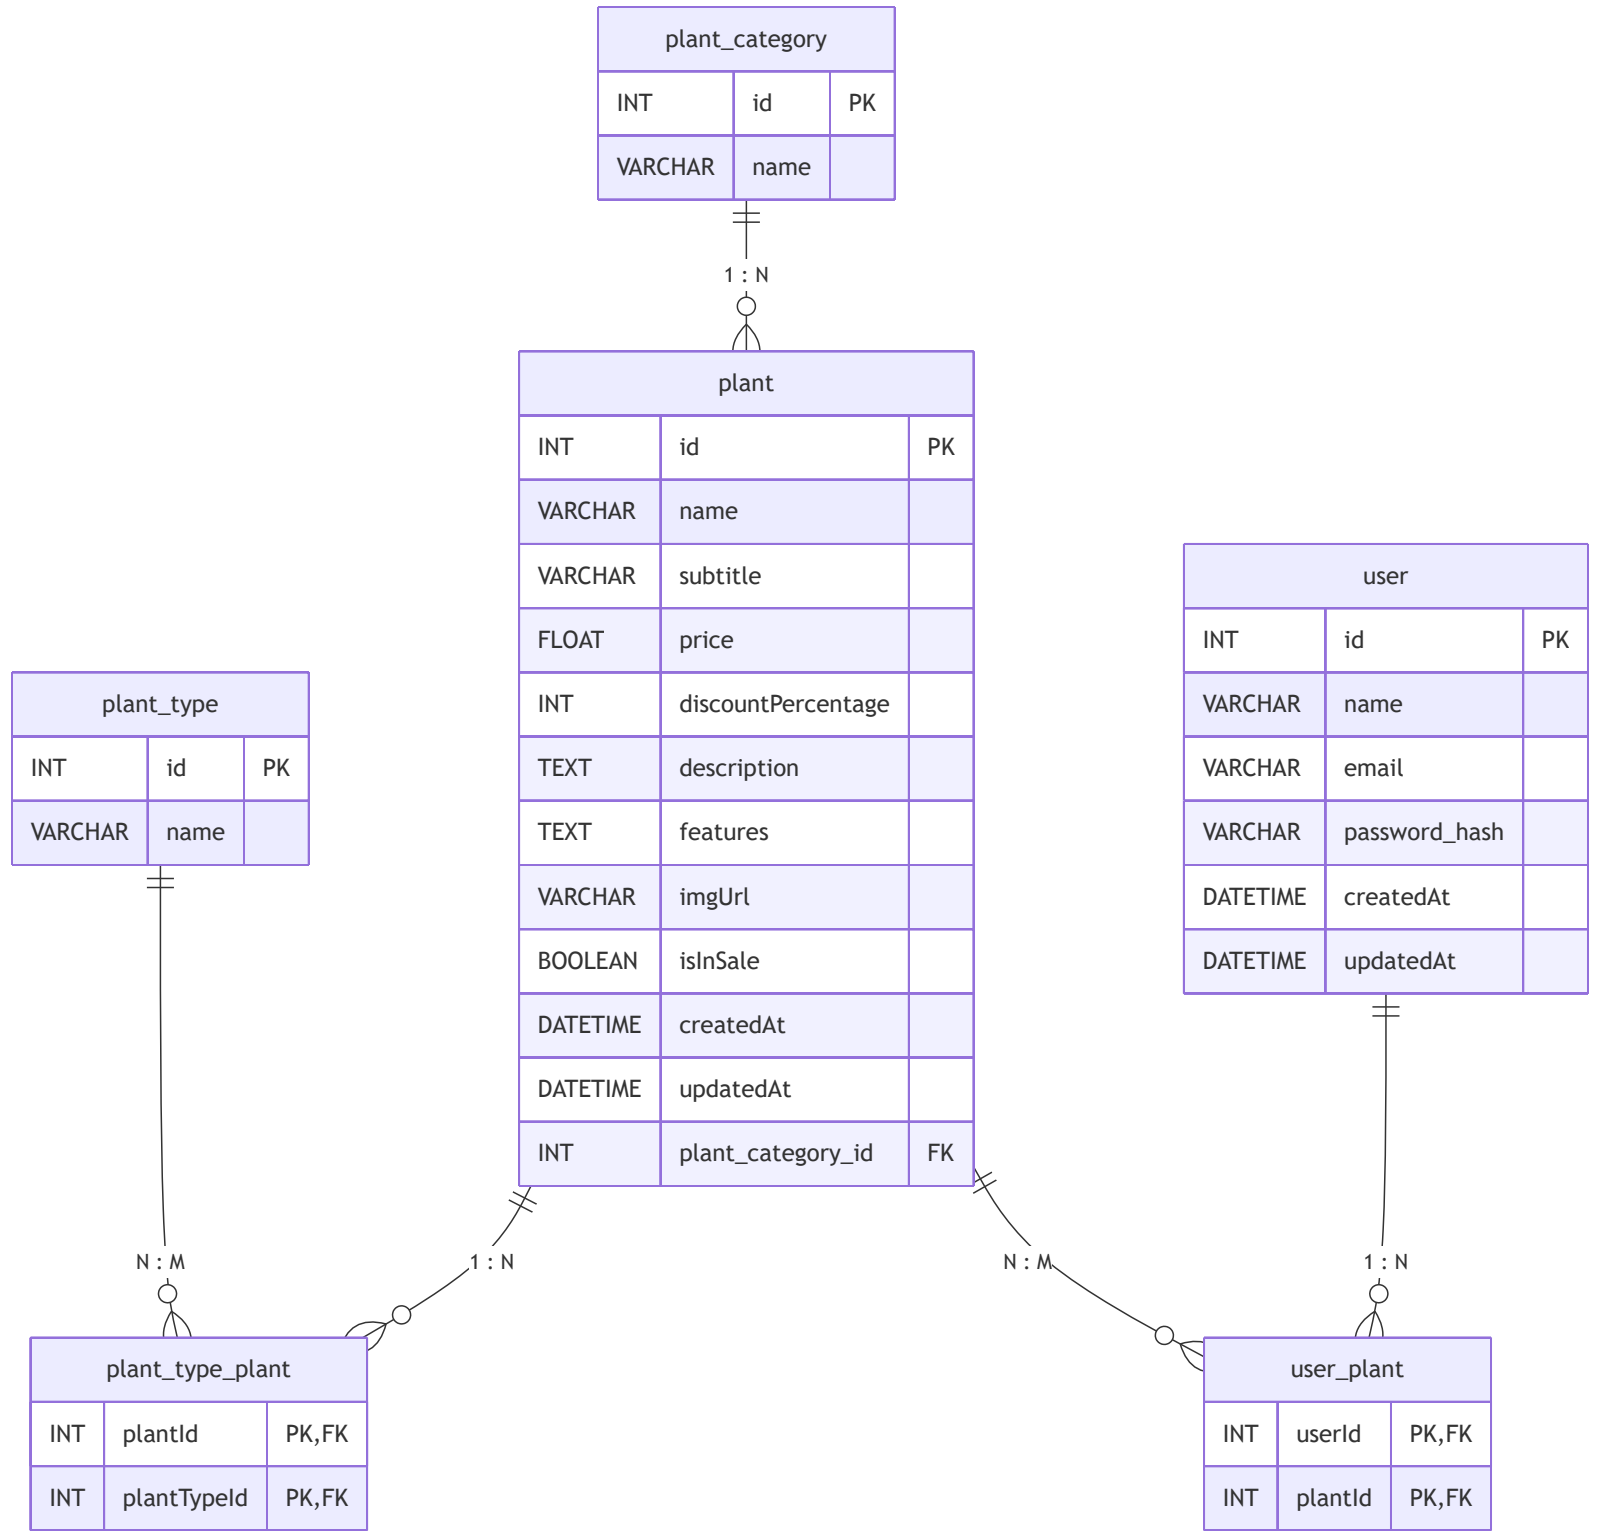 plant_category
INT id PK
VARCHAR name
1 : N
plant
INT id PK
VARCHAR name
VARCHAR subtitle
FLOAT price
INT discountPercentage
TEXT description
TEXT features
VARCHAR imgUrl
BOOLEAN isInSale
DATETIME createdAt
DATETIME updatedAt
INT plant_category_id FK
user
INT id PK
VARCHAR name
VARCHAR email
VARCHAR password_hash
DATETIME createdAt
DATETIME updatedAt
plant_type
INT id PK
VARCHAR name
N : M
1 : N
N : M
1 : N
plant_type_plant
INT plantId PK,FK
INT plantTypeId PK,FK
user_plant
INT userId PK,FK
INT plantId PK,FK